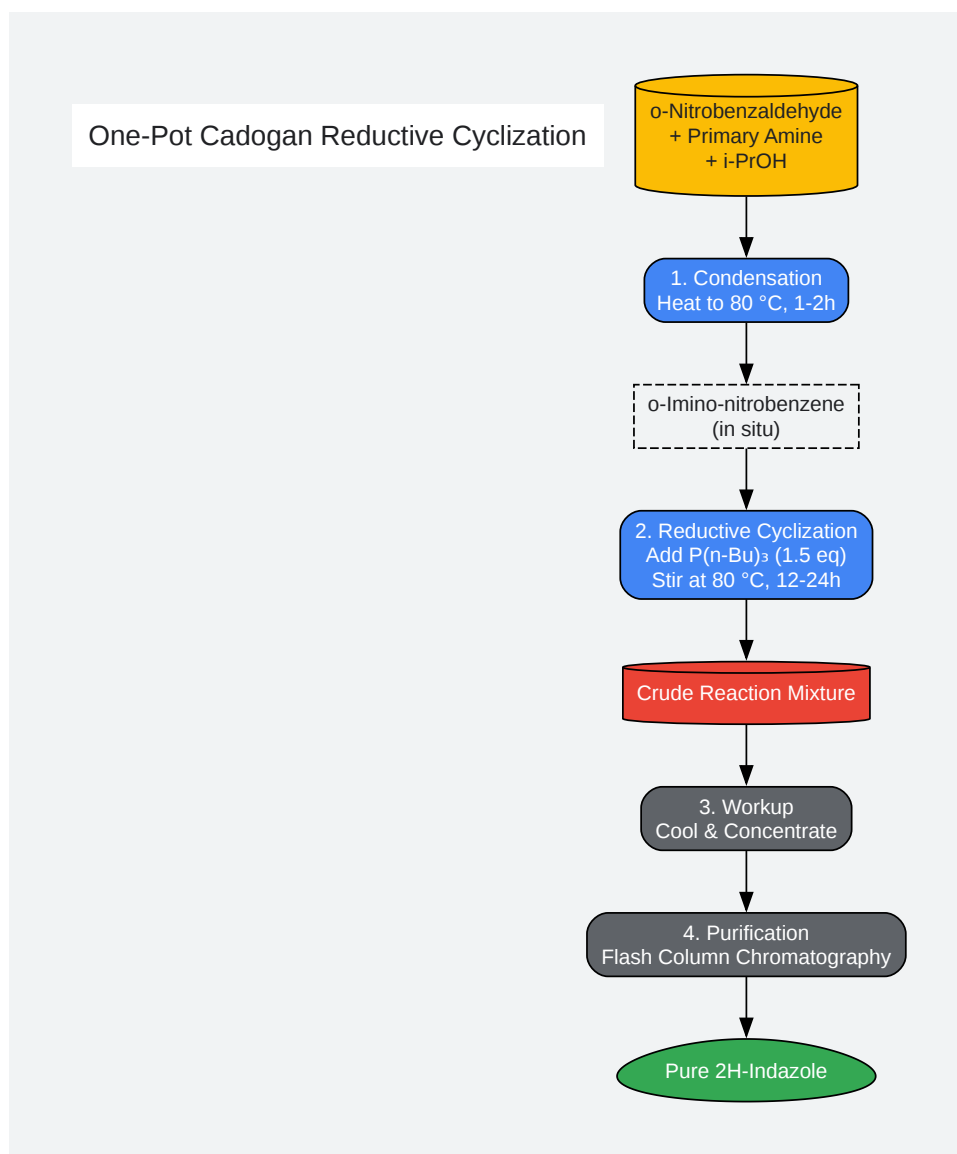 One-Pot Cadogan Reductive Cyclization
o-Nitrobenzaldehyde
+ Primary Amine
+ i-PrOH
1. Condensation
Heat to 80 °C, 1-2h
o-Imino-nitrobenzene
(in situ)
2. Reductive Cyclization
Add P(n-Bu)₃ (1.5 eq)
Stir at 80 °C, 12-24h
Crude Reaction Mixture
3. Workup
Cool & Concentrate
4. Purification
Flash Column Chromatography
Pure 2H-Indazole